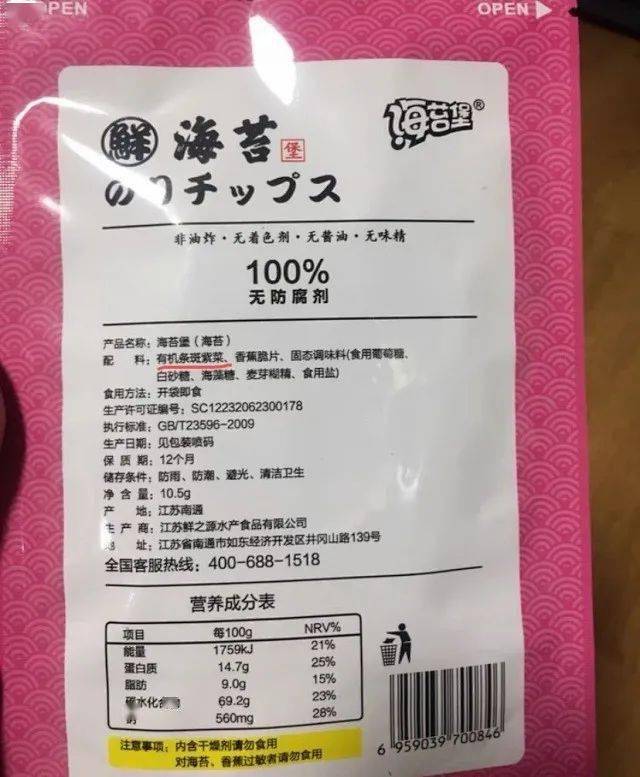 OPEN
OPEN
鮮 海苔 堡
海苔堡®
のりチップス
非油炸·无着色剂·无酱油·无味精
100%
无防腐剂
产品名称：海苔堡（海苔）
配 料：有机条斑紫菜、香蕉脆片、固态调味料(食用葡萄糖、
白砂糖、海藻糖、麦芽糊精、食用盐)
食用方法：开袋即食
生产许可证编号：SC12232062300178
执行标准：GB/T23596-2009
生产日期：见包装喷码
保 质 期：12个月
储存条件：防雨、防潮、避光、清洁卫生
净 含 量：10.5g
产 地：江苏南通
生 产 商：江苏鲜之源水产食品有限公司
址：江苏省南通市如东经济开发区井冈山路139号
全国客服热线：400-688-1518
营养成分表
项目 每100g NRV%
能量 1759kJ 21%
蛋白质 14.7g 25%
脂肪 9.0g 15%
水化合 69.2g 23%
560mg 28%
注意事项：内含干燥剂请勿食用
对海苔、香蕉过敏者请勿食用
6 959039 700846